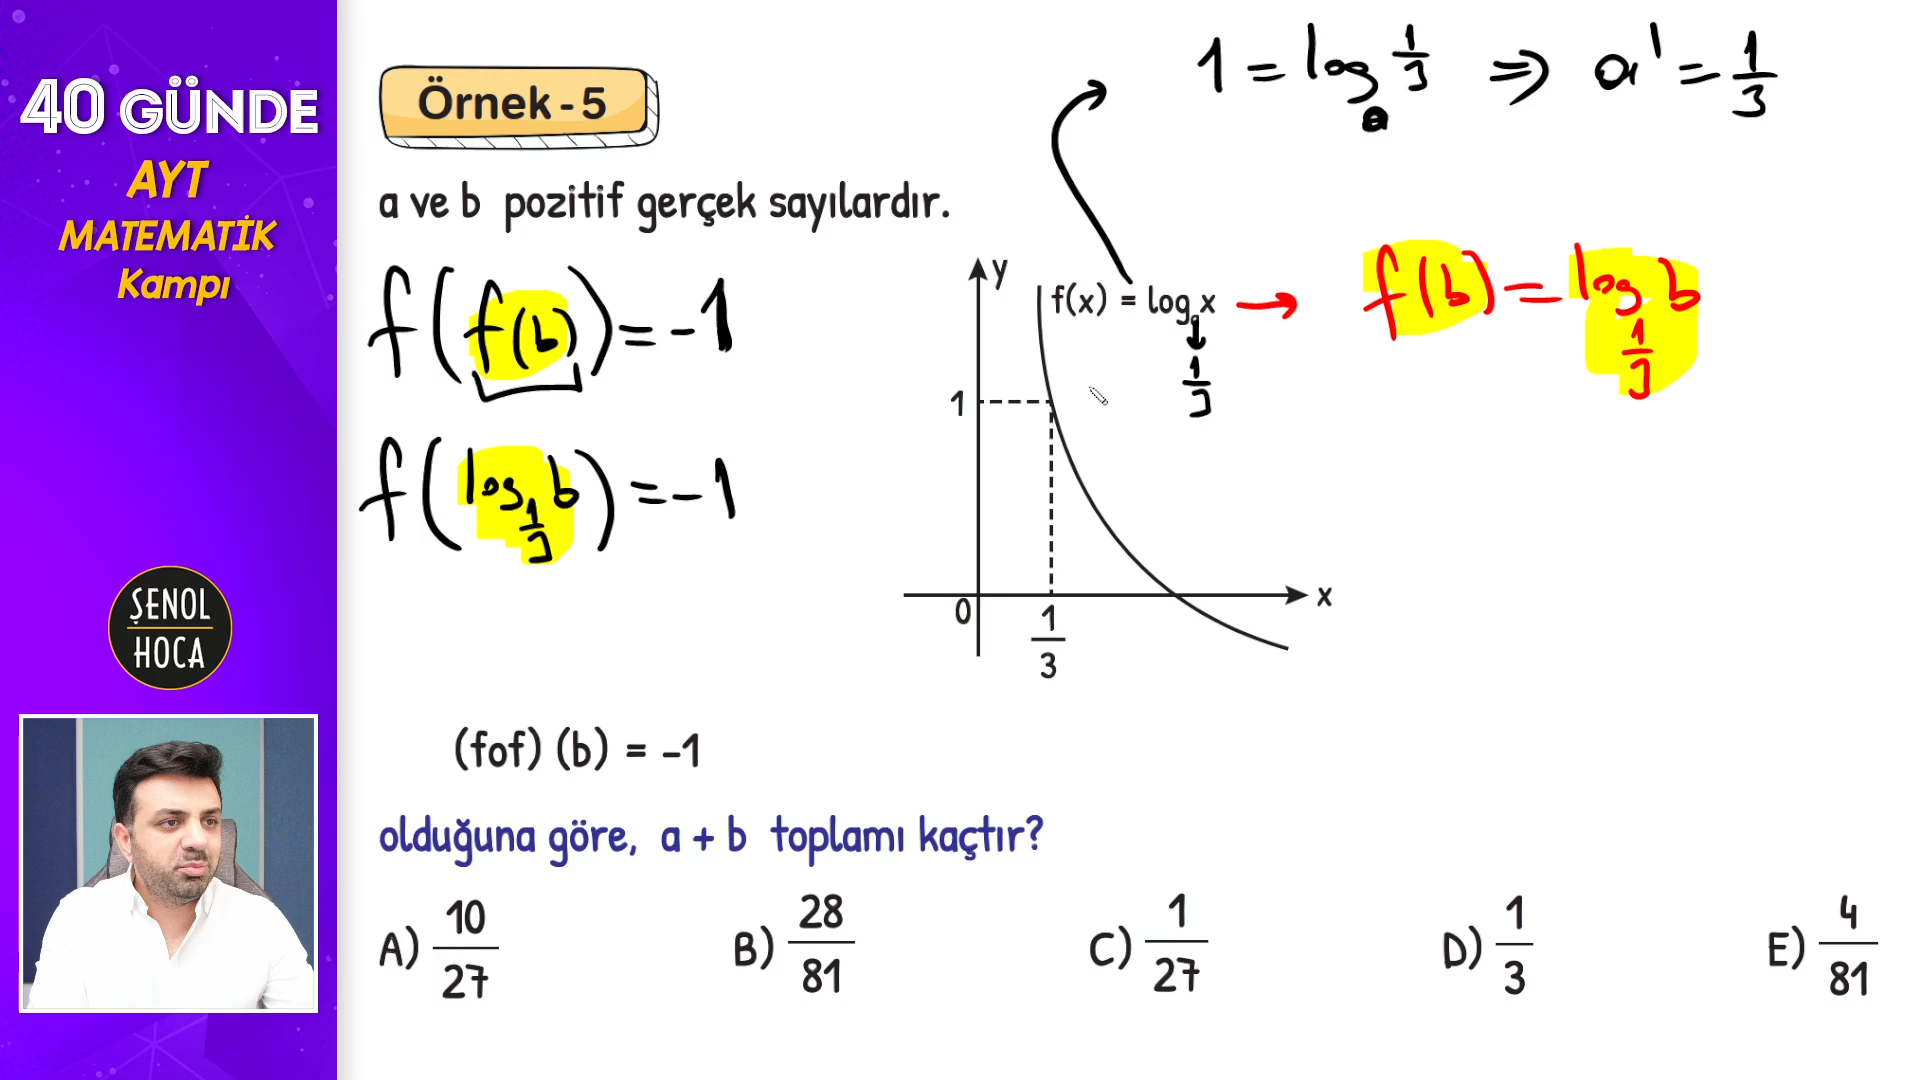 40 GÜNDE
AYT
MATEMATİK
Kampı
ŞENOL
HOCA
Örnek - 5
a ve b pozitif gerçek sayılardır.
1 = log_a 1/3 ⇒ a¹ = 1/3
f(f(b)) = -1
f(log_{1/3} b) = -1
y
f(x) = log_a x → f(b) = log_{1/3} b
↓
1/3
1
0
1/3
x
(fof) (b) = -1
olduğuna göre, a + b toplamı kaçtır?
A) 10/27 B) 28/81 C) 1/27 D) 1/3 E) 4/81